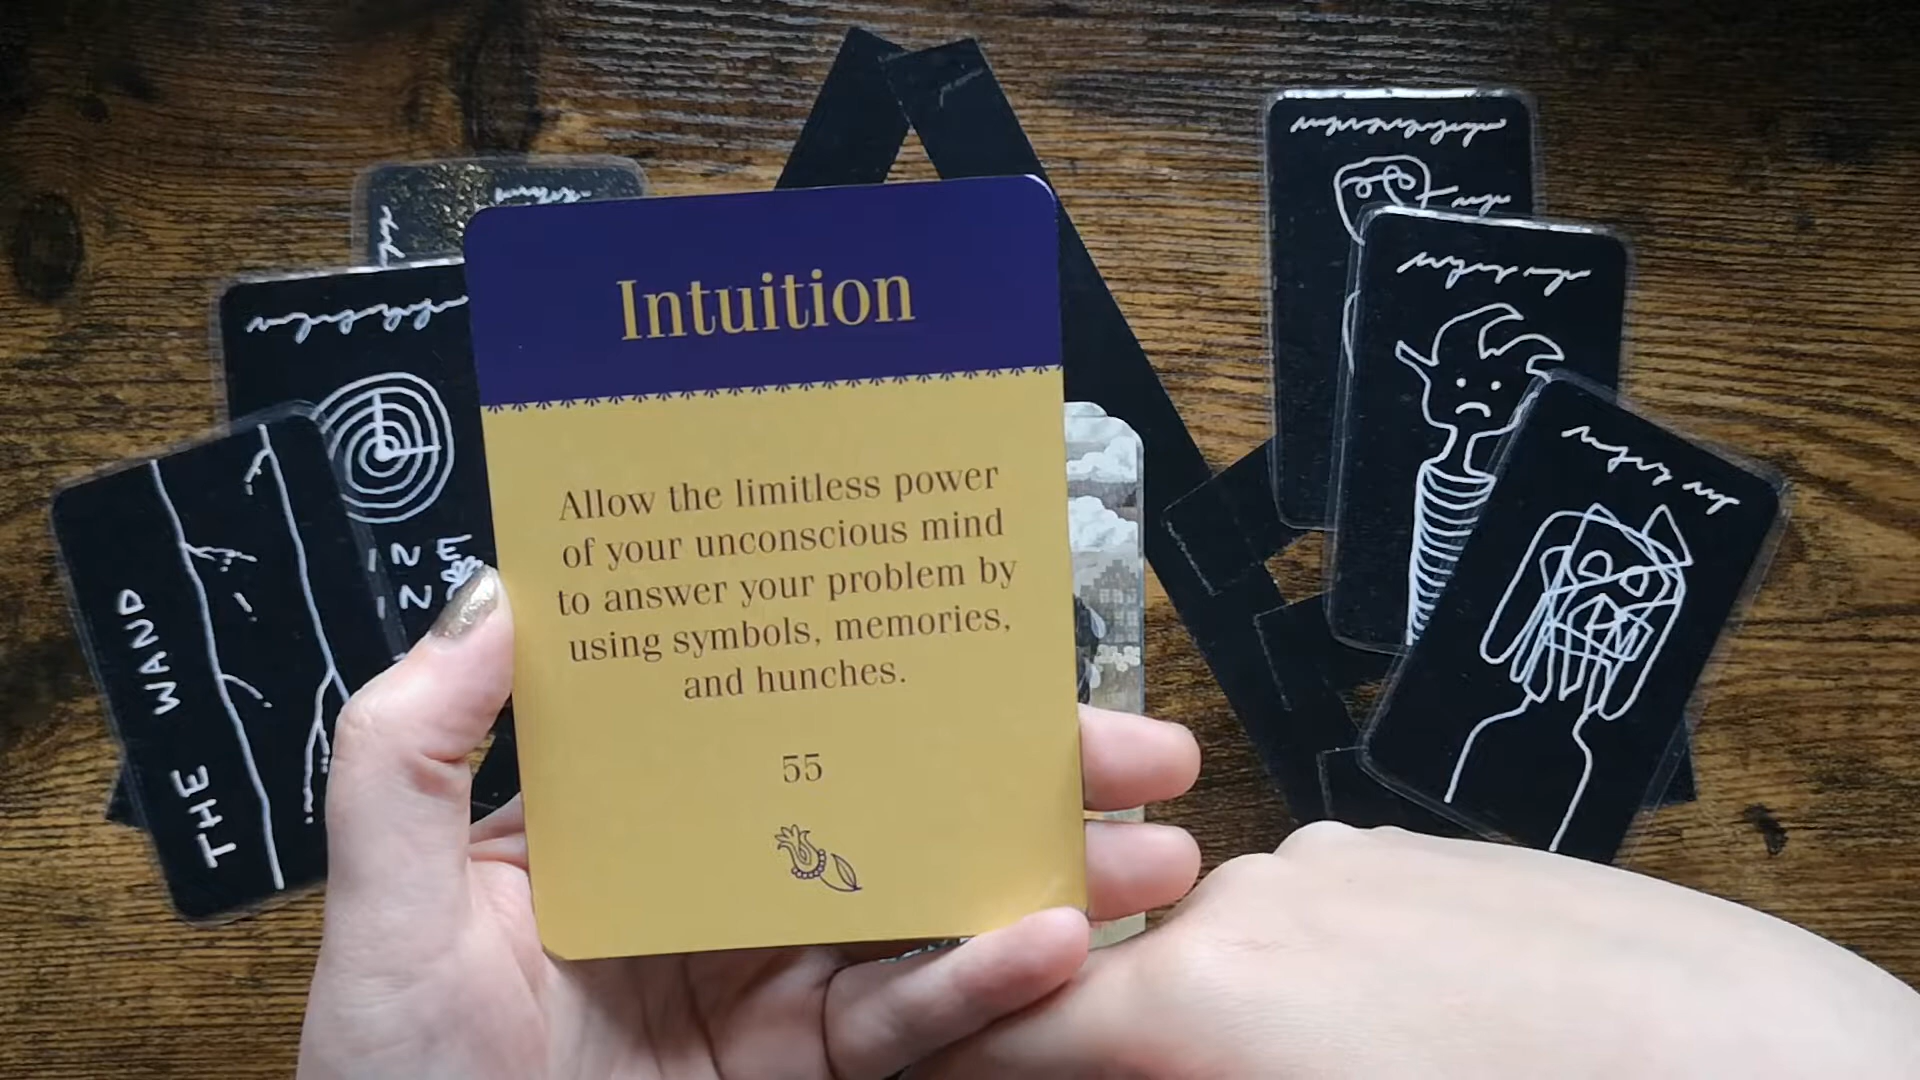 Intuition
Allow the limitless power
of your unconscious mind
to answer your problem by
using symbols, memories,
and hunches.
55
THE WAND